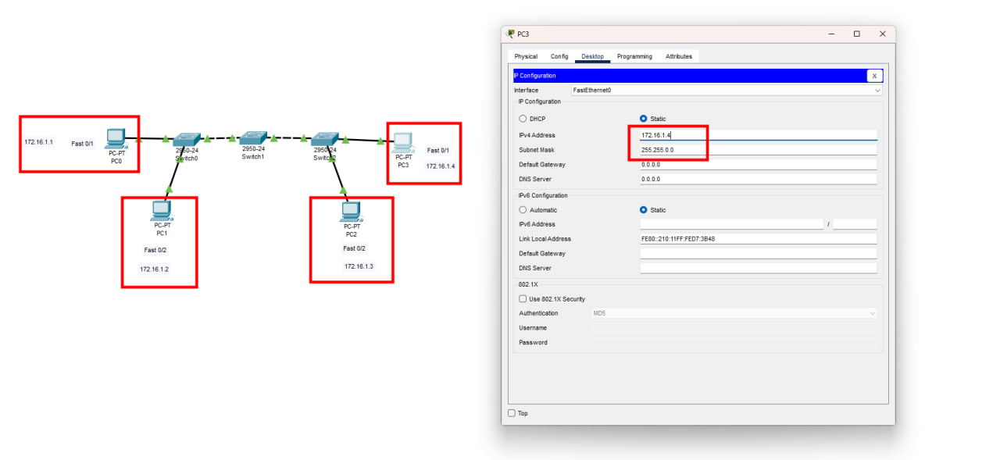 172.16.1.1 Fast 0/1
PC-PT
PC0
2950-24
Switch0
2950-24
Switch1
2950-24
Switch2
PC-PT
PC3
Fast 0/1
172.16.1.4
PC-PT
PC1
Fast 0/2
172.16.1.2
PC-PT
PC2
Fast 0/2
172.16.1.3
PC3
Physical Config Desktop Programming Attributes
IP Configuration X
Interface FastEthernet0
IP Configuration
DHCP Static
IPv4 Address 172.16.1.4
Subnet Mask 255.255.0.0
Default Gateway 0.0.0.0
DNS Server 0.0.0.0
IPv6 Configuration
Automatic Static
IPv6 Address /
Link Local Address FE80::210:11FF:FED7:3B48
Default Gateway
DNS Server
802.1X
Use 802.1X Security
Authentication MD5
Username
Password
Top